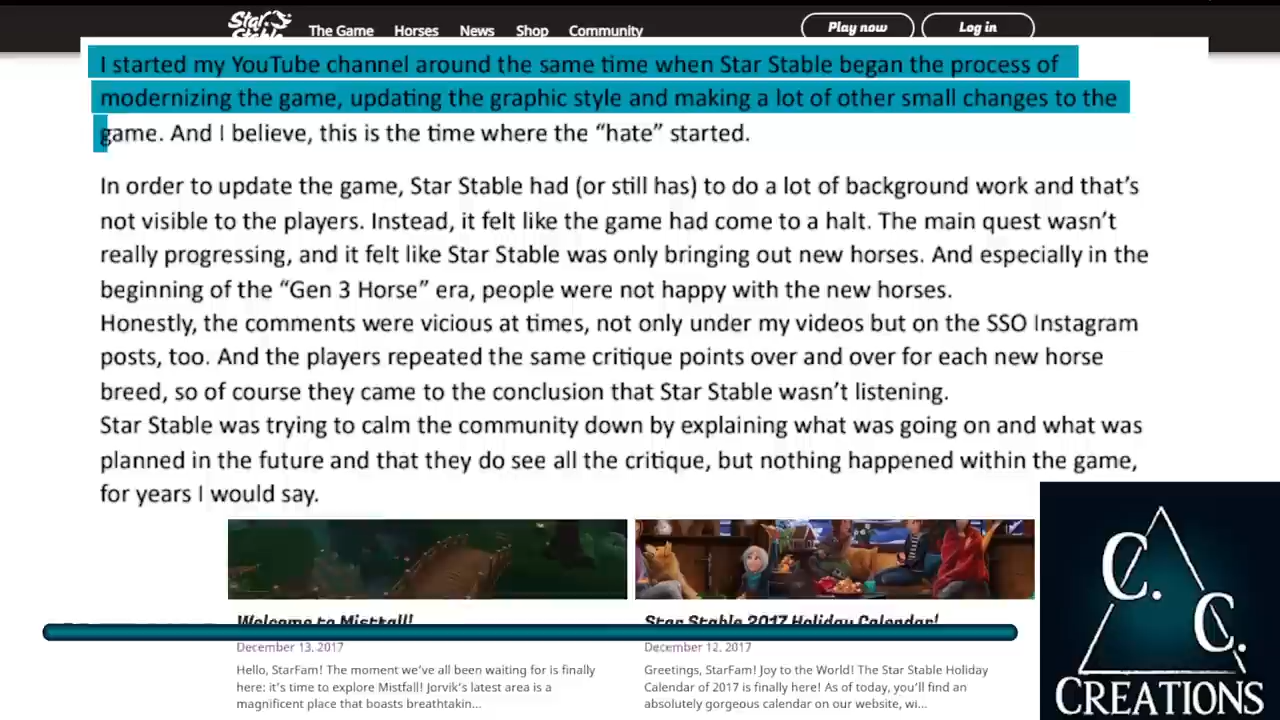 Star Stable
The Game Horses News Shop Community Play now Log in
I started my YouTube channel around the same time when Star Stable began the process of
modernizing the game, updating the graphic style and making a lot of other small changes to the
game. And I believe, this is the time where the “hate” started.
In order to update the game, Star Stable had (or still has) to do a lot of background work and that’s
not visible to the players. Instead, it felt like the game had come to a halt. The main quest wasn’t
really progressing, and it felt like Star Stable was only bringing out new horses. And especially in the
beginning of the “Gen 3 Horse” era, people were not happy with the new horses.
Honestly, the comments were vicious at times, not only under my videos but on the SSO Instagram
posts, too. And the players repeated the same critique points over and over for each new horse
breed, so of course they came to the conclusion that Star Stable wasn’t listening.
Star Stable was trying to calm the community down by explaining what was going on and what was
planned in the future and that they do see all the critique, but nothing happened within the game,
for years I would say.
Welcome to Mistfall!
December 13, 2017
Hello, StarFam! The moment we’ve all been waiting for is finally
here: it’s time to explore Mistfall! Jorvik’s latest area is a
magnificent place that boasts breathtakin...
Star Stable 2017 Holiday Calendar!
December 12, 2017
Greetings, StarFam! Joy to the World! The Star Stable Holiday
Calendar of 2017 is finally here! As of today, you’ll find an
absolutely gorgeous calendar on our website, wi...
C.
C.
CREATIONS